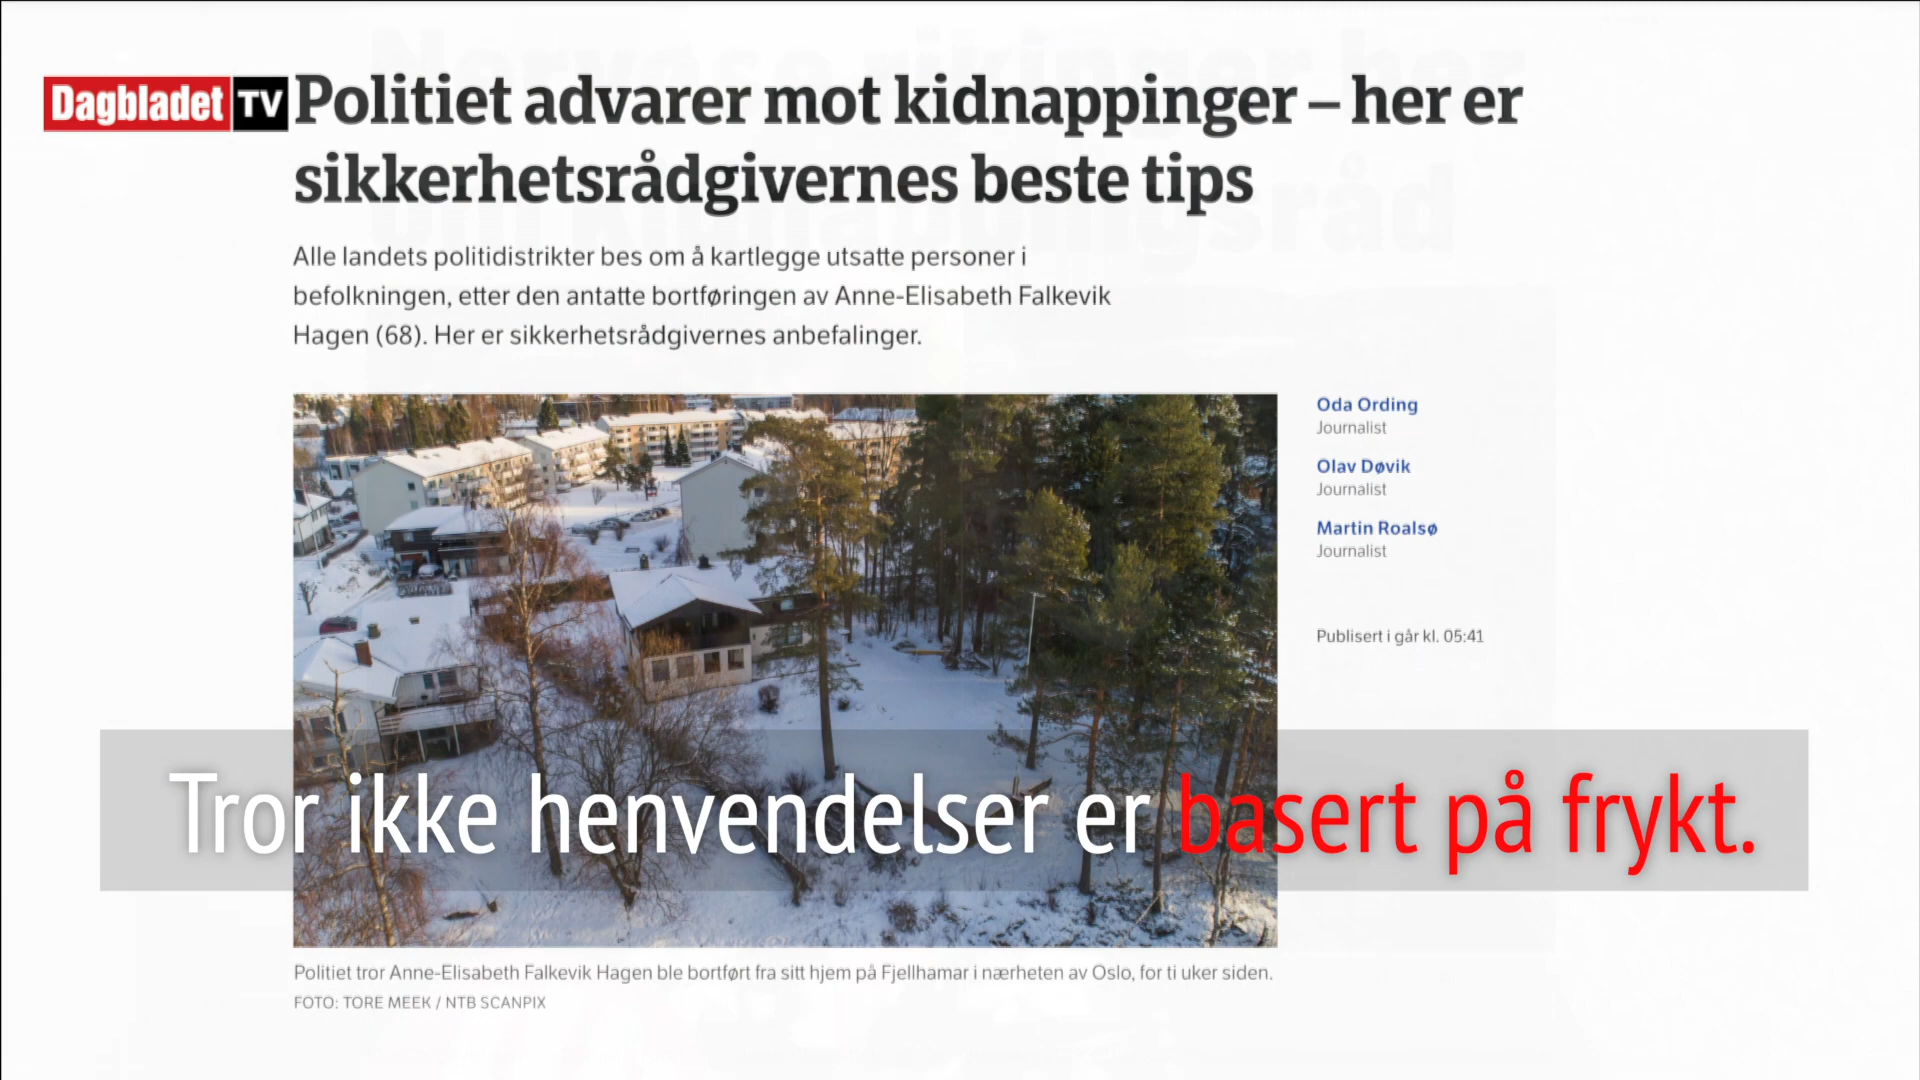 Dagbladet TV
Politiet advarer mot kidnappinger – her er
sikkerhetsrådgivernes beste tips
Alle landets politidistrikter bes om å kartlegge utsatte personer i
befolkningen, etter den antatte bortføringen av Anne-Elisabeth Falkevik
Hagen (68). Her er sikkerhetsrådgivernes anbefalinger.
Oda Ording
Journalist
Olav Døvik
Journalist
Martin Roalsø
Journalist
Publisert i går kl. 05:41
Tror ikke henvendelser er basert på frykt.
Politiet tror Anne-Elisabeth Falkevik Hagen ble bortført fra sitt hjem på Fjellhamar i nærheten av Oslo, for ti uker siden.
FOTO: TORE MEEK / NTB SCANPIX